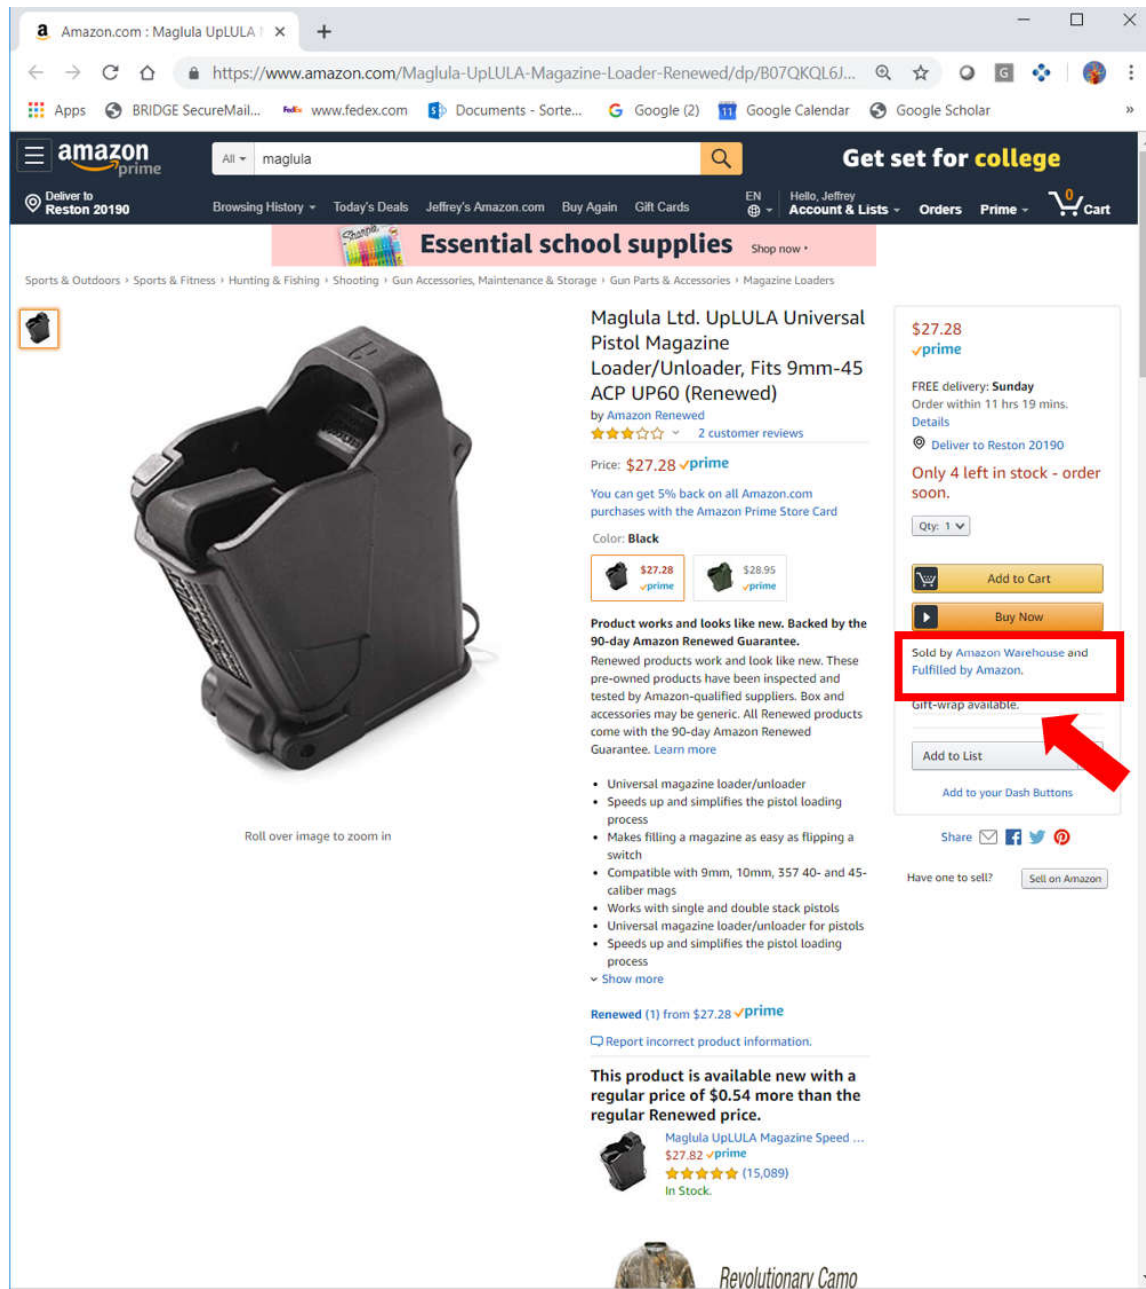 Amazon.com : Maglula UpLULA
https://www.amazon.com/Maglula-UpLULA-Magazine-Loader-Renewed/dp/B07QKQL6J...
Apps BRIDGE SecureMail... FedEx www.fedex.com Documents - Sorte... Google (2) 11 Google Calendar Google Scholar »
amazon prime
All maglula
Get set for college
Deliver to
Reston 20190
Browsing History Today's Deals Jeffrey's Amazon.com Buy Again Gift Cards
EN
Hello, Jeffrey
Account & Lists Orders Prime 0 Cart
Sharpie Essential school supplies Shop now
Sports & Outdoors › Sports & Fitness › Hunting & Fishing › Shooting › Gun Accessories, Maintenance & Storage › Gun Parts & Accessories › Magazine Loaders
Roll over image to zoom in
Maglula Ltd. UpLULA Universal
Pistol Magazine
Loader/Unloader, Fits 9mm-45
ACP UP60 (Renewed)
by Amazon Renewed
2 customer reviews
Price: $27.28 prime
You can get 5% back on all Amazon.com
purchases with the Amazon Prime Store Card
Color: Black
$27.28
prime
$28.95
prime
Product works and looks like new. Backed by the
90-day Amazon Renewed Guarantee.
Renewed products work and look like new. These
pre-owned products have been inspected and
tested by Amazon-qualified suppliers. Box and
accessories may be generic. All Renewed products
come with the 90-day Amazon Renewed
Guarantee. Learn more
• Universal magazine loader/unloader
• Speeds up and simplifies the pistol loading
process
• Makes filling a magazine as easy as flipping a
switch
• Compatible with 9mm, 10mm, 357 40- and 45-
caliber mags
• Works with single and double stack pistols
• Universal magazine loader/unloader for pistols
• Speeds up and simplifies the pistol loading
process
Show more
Renewed (1) from $27.28 prime
Report incorrect product information.
This product is available new with a
regular price of $0.54 more than the
regular Renewed price.
Maglula UpLULA Magazine Speed ...
$27.82 prime
(15,089)
In Stock.
Revolutionary Camo
$27.28
prime
FREE delivery: Sunday
Order within 11 hrs 19 mins.
Details
Deliver to Reston 20190
Only 4 left in stock - order
soon.
Qty: 1
Add to Cart
Buy Now
Sold by Amazon Warehouse and
Fulfilled by Amazon.
Gift-wrap available.
Add to List
Add to your Dash Buttons
Share
Have one to sell? Sell on Amazon